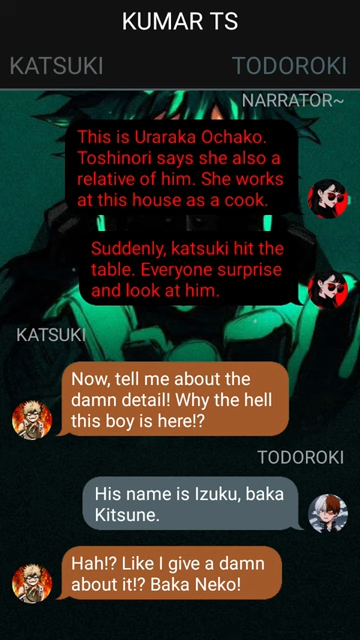 KUMAR TS
KATSUKI
TODOROKI
NARRATOR~
This is Uraraka Ochako.
Toshinori says she also a
relative of him. She works
at this house as a cook.
Suddenly, katsuki hit the
table. Everyone surprise
and look at him.
KATSUKI
Now, tell me about the
damn detail! Why the hell
this boy is here!?
TODOROKI
His name is Izuku, baka
Kitsune.
Hah!? Like I give a damn
about it!? Baka Neko!